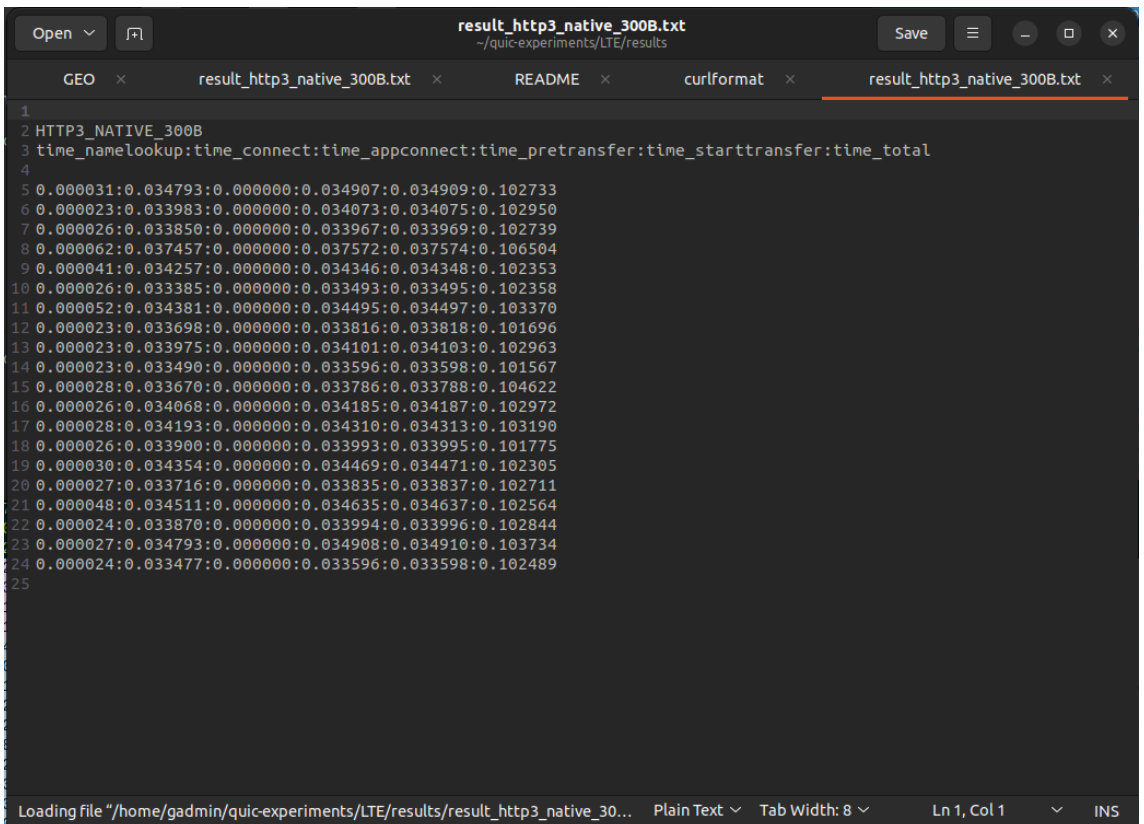 Open
result_http3_native_300B.txt
~/quic-experiments/LTE/results
Save
GEO × result_http3_native_300B.txt × README × curlformat × result_http3_native_300B.txt ×
1
2 HTTP3_NATIVE_300B
3 time_namelookup:time_connect:time_appconnect:time_pretransfer:time_starttransfer:time_total
4
5 0.000031:0.034793:0.000000:0.034907:0.034909:0.102733
6 0.000023:0.033983:0.000000:0.034073:0.034075:0.102950
7 0.000026:0.033850:0.000000:0.033967:0.033969:0.102739
8 0.000062:0.037457:0.000000:0.037572:0.037574:0.106504
9 0.000041:0.034257:0.000000:0.034346:0.034348:0.102353
10 0.000026:0.033385:0.000000:0.033493:0.033495:0.102358
11 0.000052:0.034381:0.000000:0.034495:0.034497:0.103370
12 0.000023:0.033698:0.000000:0.033816:0.033818:0.101696
13 0.000023:0.033975:0.000000:0.034101:0.034103:0.102963
14 0.000023:0.033490:0.000000:0.033596:0.033598:0.101567
15 0.000028:0.033670:0.000000:0.033786:0.033788:0.104622
16 0.000026:0.034068:0.000000:0.034185:0.034187:0.102972
17 0.000028:0.034193:0.000000:0.034310:0.034313:0.103190
18 0.000026:0.033900:0.000000:0.033993:0.033995:0.101775
19 0.000030:0.034354:0.000000:0.034469:0.034471:0.102305
20 0.000027:0.033716:0.000000:0.033835:0.033837:0.102711
21 0.000048:0.034511:0.000000:0.034635:0.034637:0.102564
22 0.000024:0.033870:0.000000:0.033994:0.033996:0.102844
23 0.000027:0.034793:0.000000:0.034908:0.034910:0.103734
24 0.000024:0.033477:0.000000:0.033596:0.033598:0.102489
25
Loading file “/home/gadmin/quic-experiments/LTE/results/result_http3_native_30… Plain Text Tab Width: 8 Ln 1, Col 1 INS